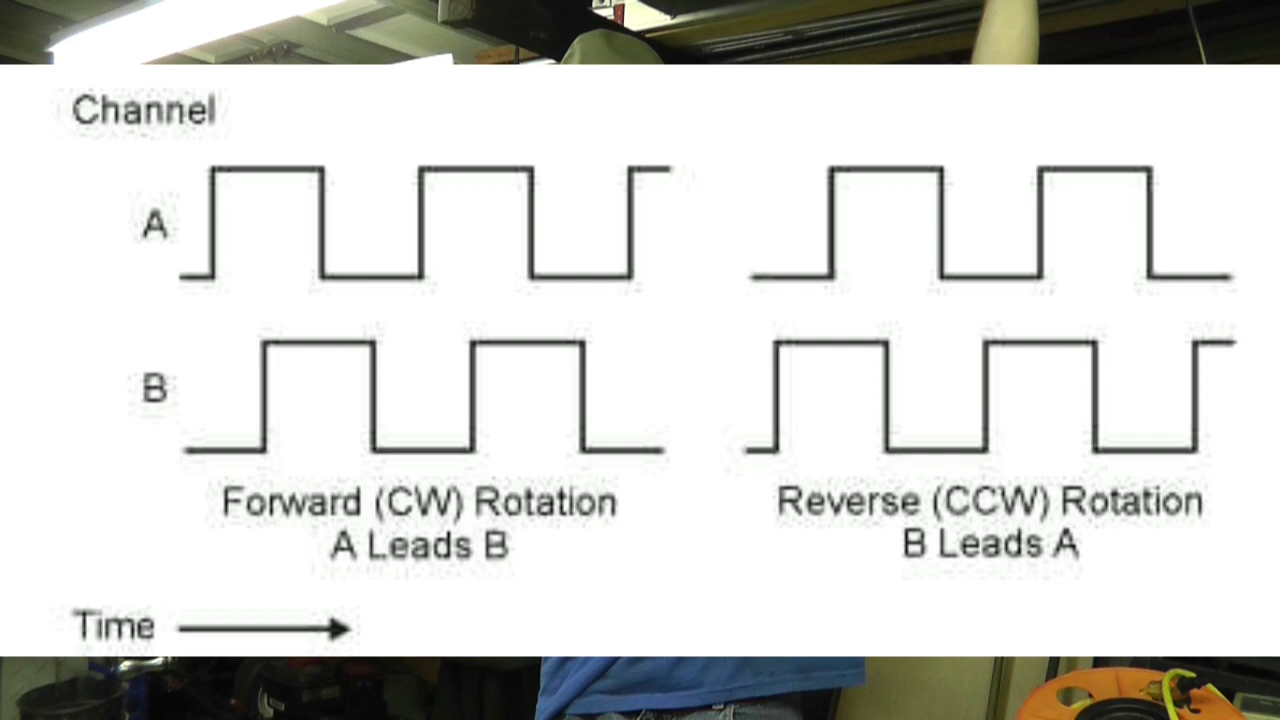 Channel
A
B
Forward (CW) Rotation
A Leads B
Reverse (CCW) Rotation
B Leads A
Time